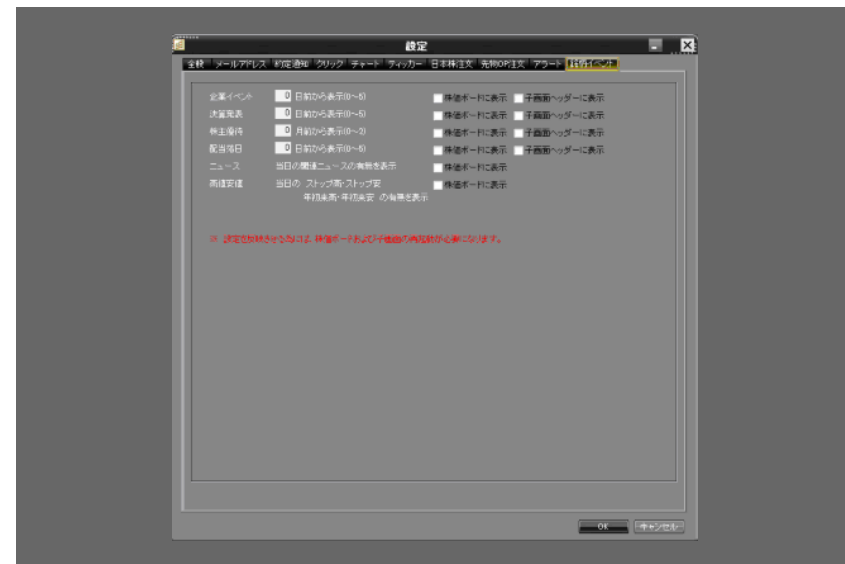 設定
全般 メールアドレス 約定通知 クリック チャート ティッカー 日本株注文 先物OP注文 アラート 銘柄イベント
企業イベント 0 日前から表示(0～5) 株価ボードに表示 子画面ヘッダーに表示
決算発表 0 日前から表示(0～5) 株価ボードに表示 子画面ヘッダーに表示
株主優待 0 月前から表示(0～2) 株価ボードに表示 子画面ヘッダーに表示
配当落日 0 日前から表示(0～5) 株価ボードに表示 子画面ヘッダーに表示
ニュース 当日の関連ニュースの有無を表示 株価ボードに表示
高値安値 当日の ストップ高・ストップ安 株価ボードに表示
年初来高・年初来安 の有無を表示
※ 設定を反映させるためには、株価ボードおよび子画面の再起動が必要になります。
OK キャンセル